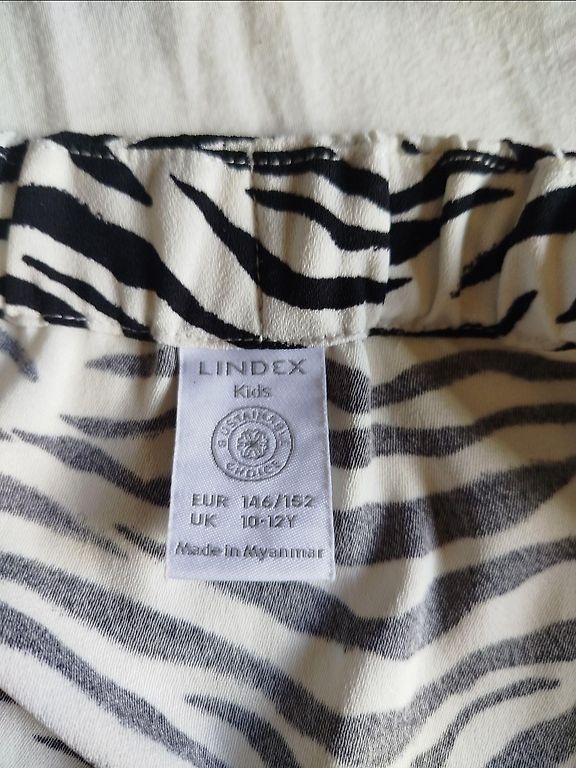 LINDEX
Kids
SUSTAINABLE
CHOICE
EUR 146/152
UK 10-12Y
Made in Myanmar